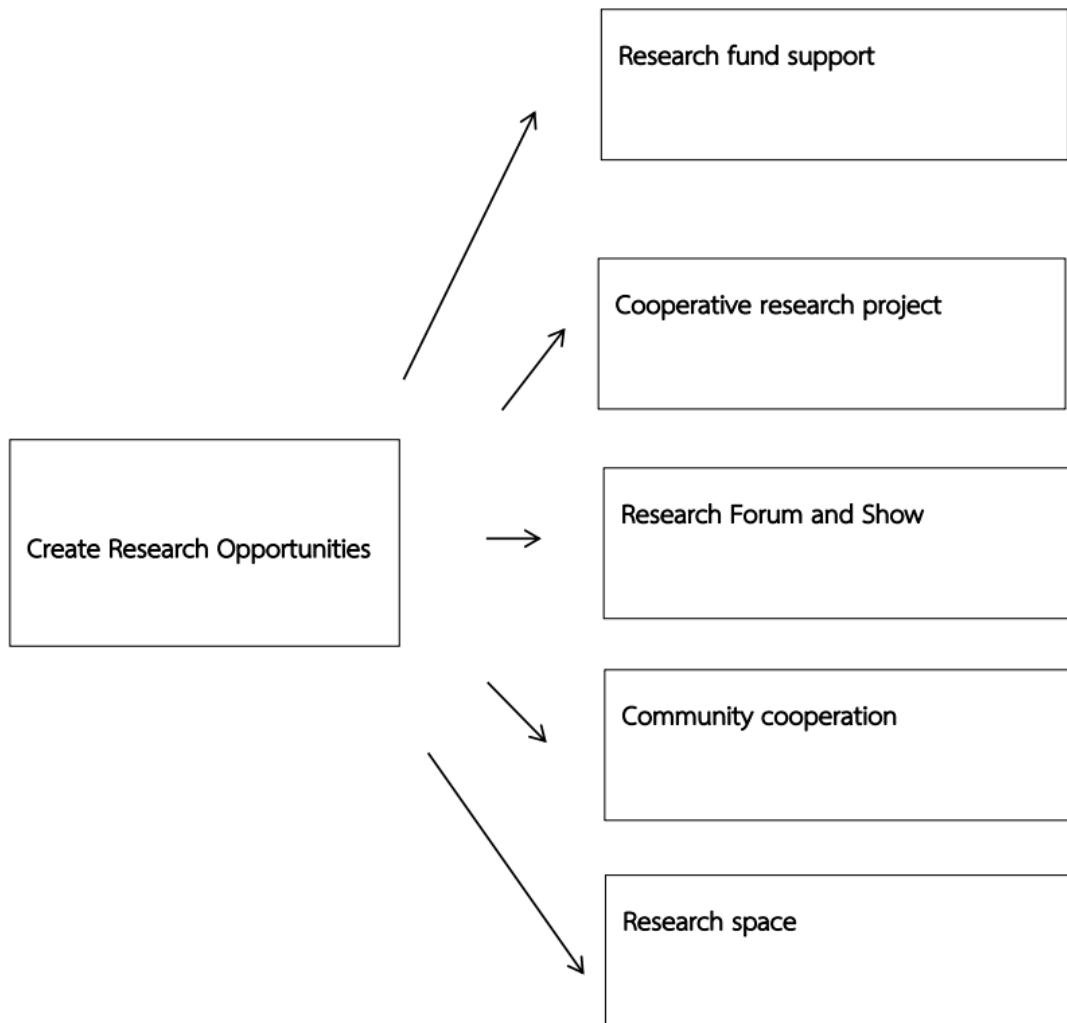 Research fund support
Cooperative research project
Research Forum and Show
Create Research Opportunities
Community cooperation
Research space